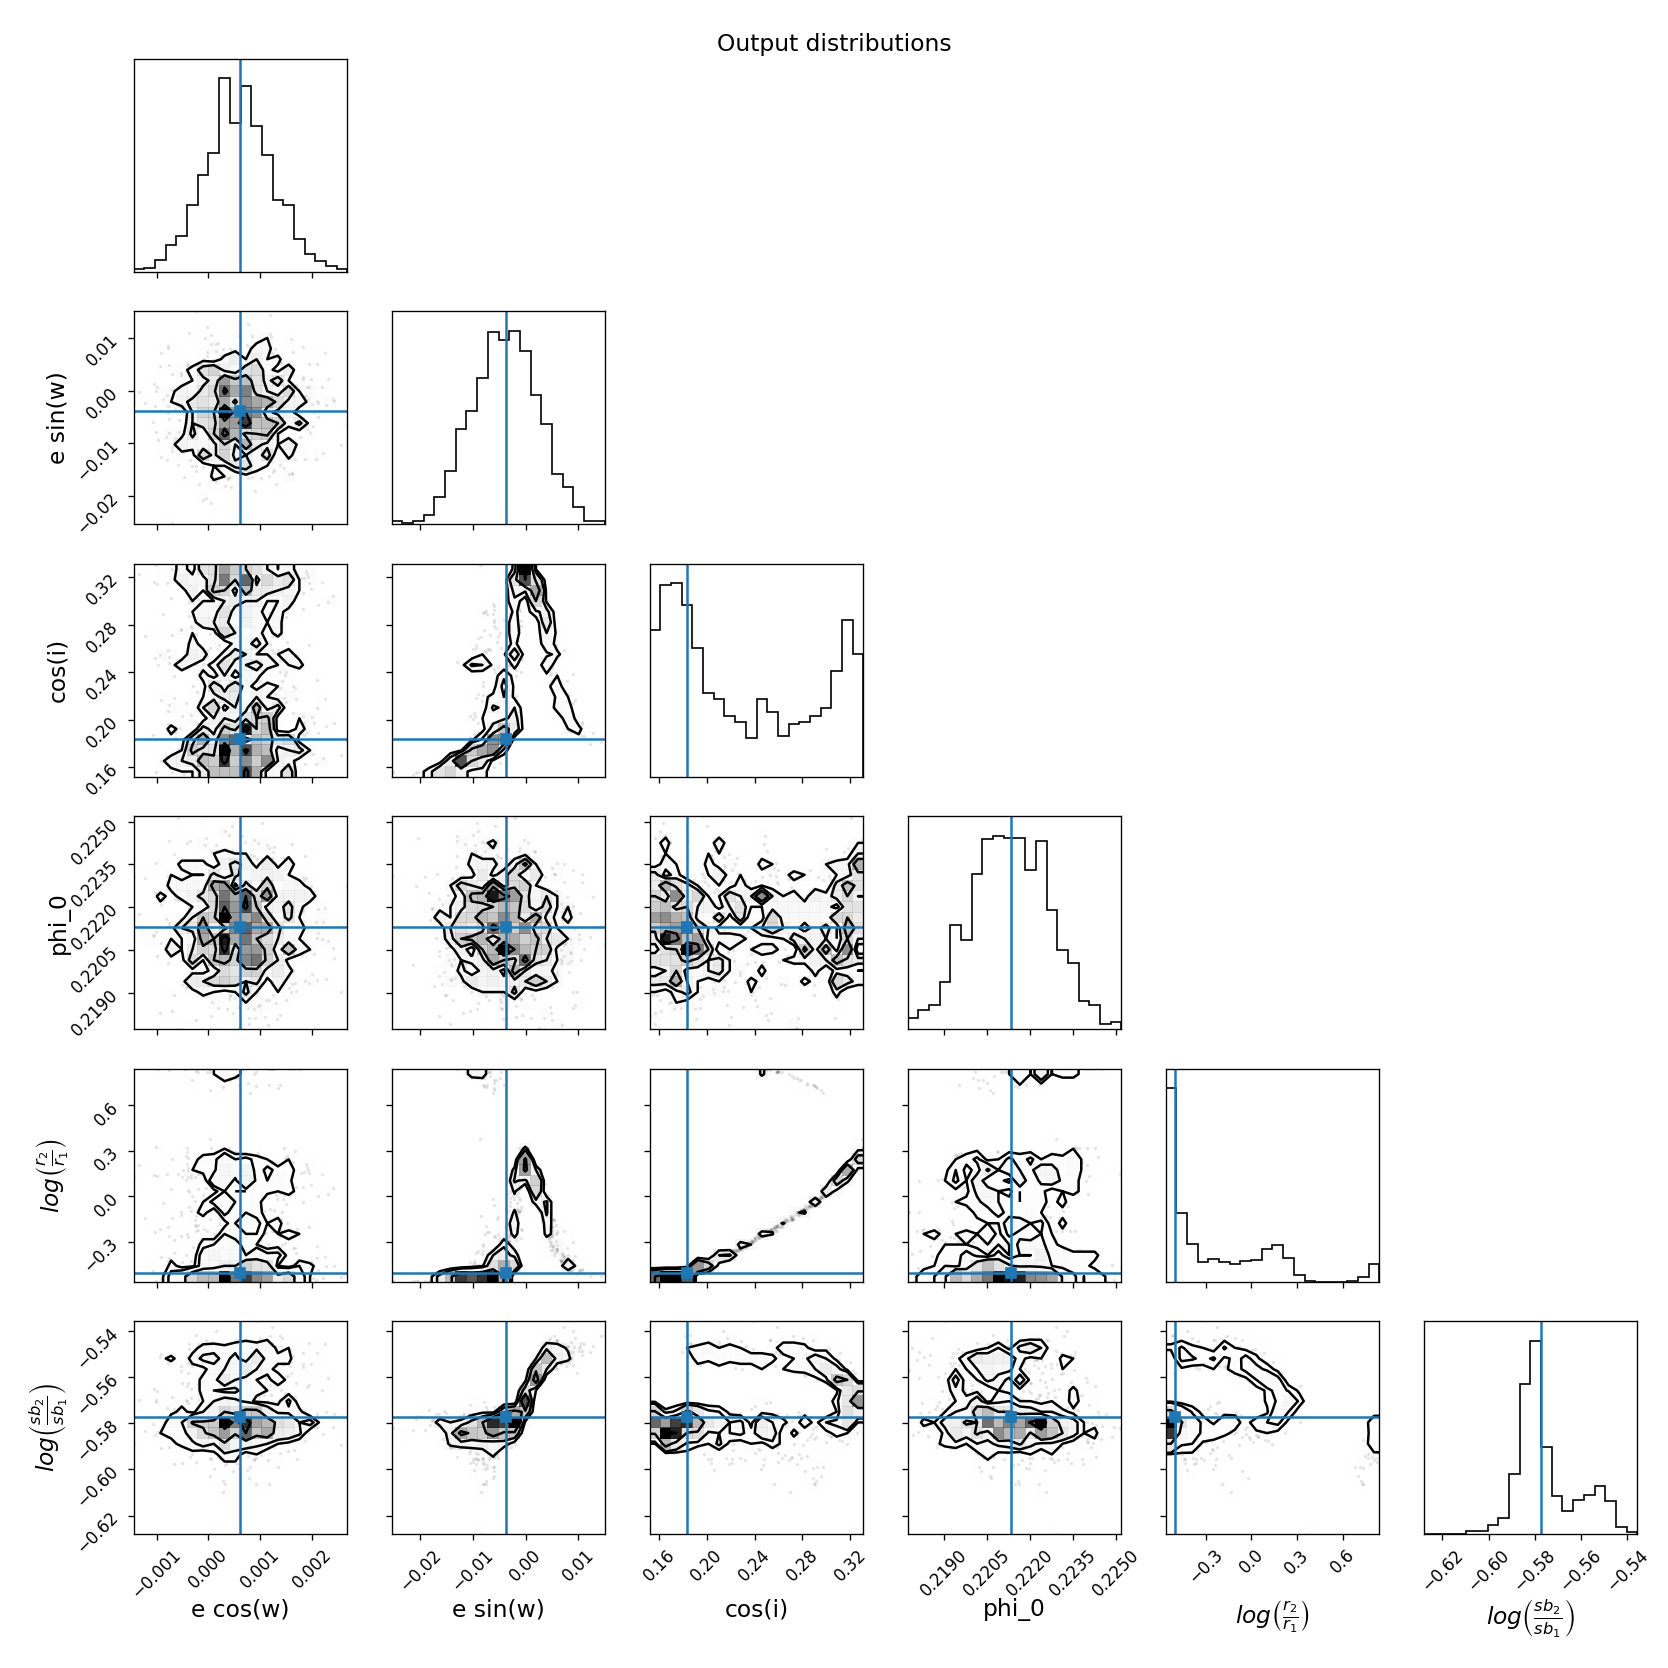 Output distributions
e sin(w)
0.01
0.00
−0.01
−0.02
cos(i)
0.32
0.28
0.24
0.20
0.16
phi_0
0.2250
0.2235
0.2220
0.2205
0.2190
log(r₂/r₁)
0.6
0.3
0.0
−0.3
log(sb₂/sb₁)
−0.54
−0.56
−0.58
−0.60
−0.62
−0.001 0.000 0.001 0.002
−0.02 −0.01 0.00 0.01
0.16 0.20 0.24 0.28 0.32
0.2190 0.2205 0.2220 0.2235 0.2250
−0.3 0.0 0.3 0.6
−0.62 −0.60 −0.58 −0.56 −0.54
e cos(w)
e sin(w)
cos(i)
phi_0
log(r₂/r₁)
log(sb₂/sb₁)